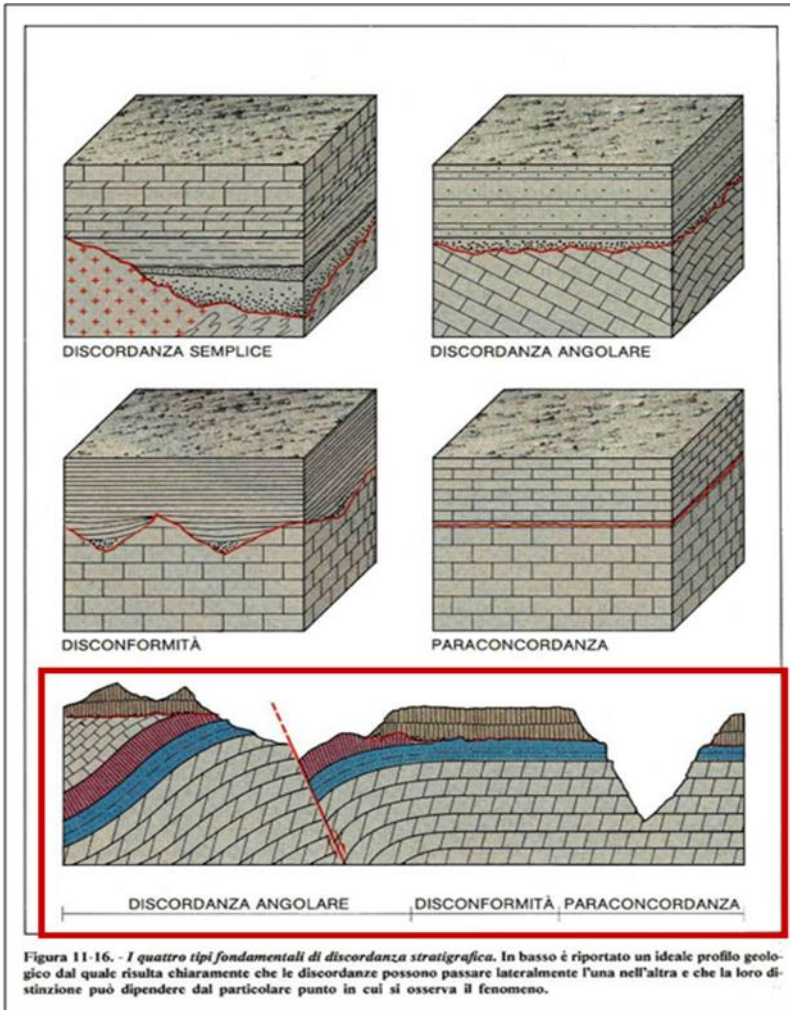 DISCORDANZA SEMPLICE
DISCORDANZA ANGOLARE
DISCONFORMITÀ
PARACONCORDANZA
DISCORDANZA ANGOLARE
DISCONFORMITÀ
PARACONCORDANZA
Figura 11-16. - I quattro tipi fondamentali di discordanza stratigrafica. In basso è riportato un ideale profilo geolo-
gico dal quale risulta chiaramente che le discordanze possono passare lateralmente l'una nell'altra e che la loro di-
stinzione può dipendere dal particolare punto in cui si osserva il fenomeno.